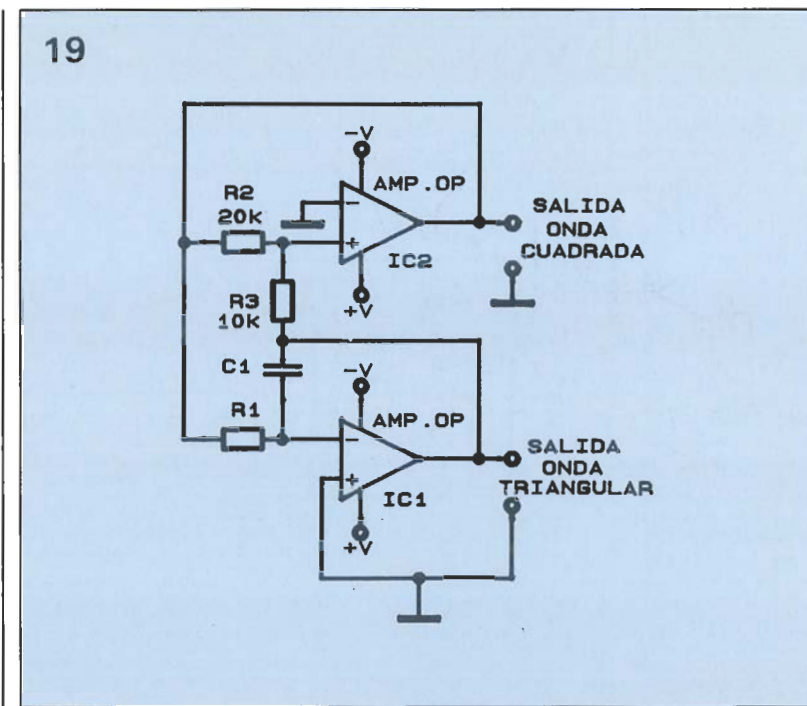 19
-V
AMP.OP
R2
20k
-
+
IC2
+V
SALIDA
ONDA
CUADRADA
R3
10k
C1
-V
R1
AMP.OP
-
+
IC1
+V
SALIDA
ONDA
TRIANGULAR